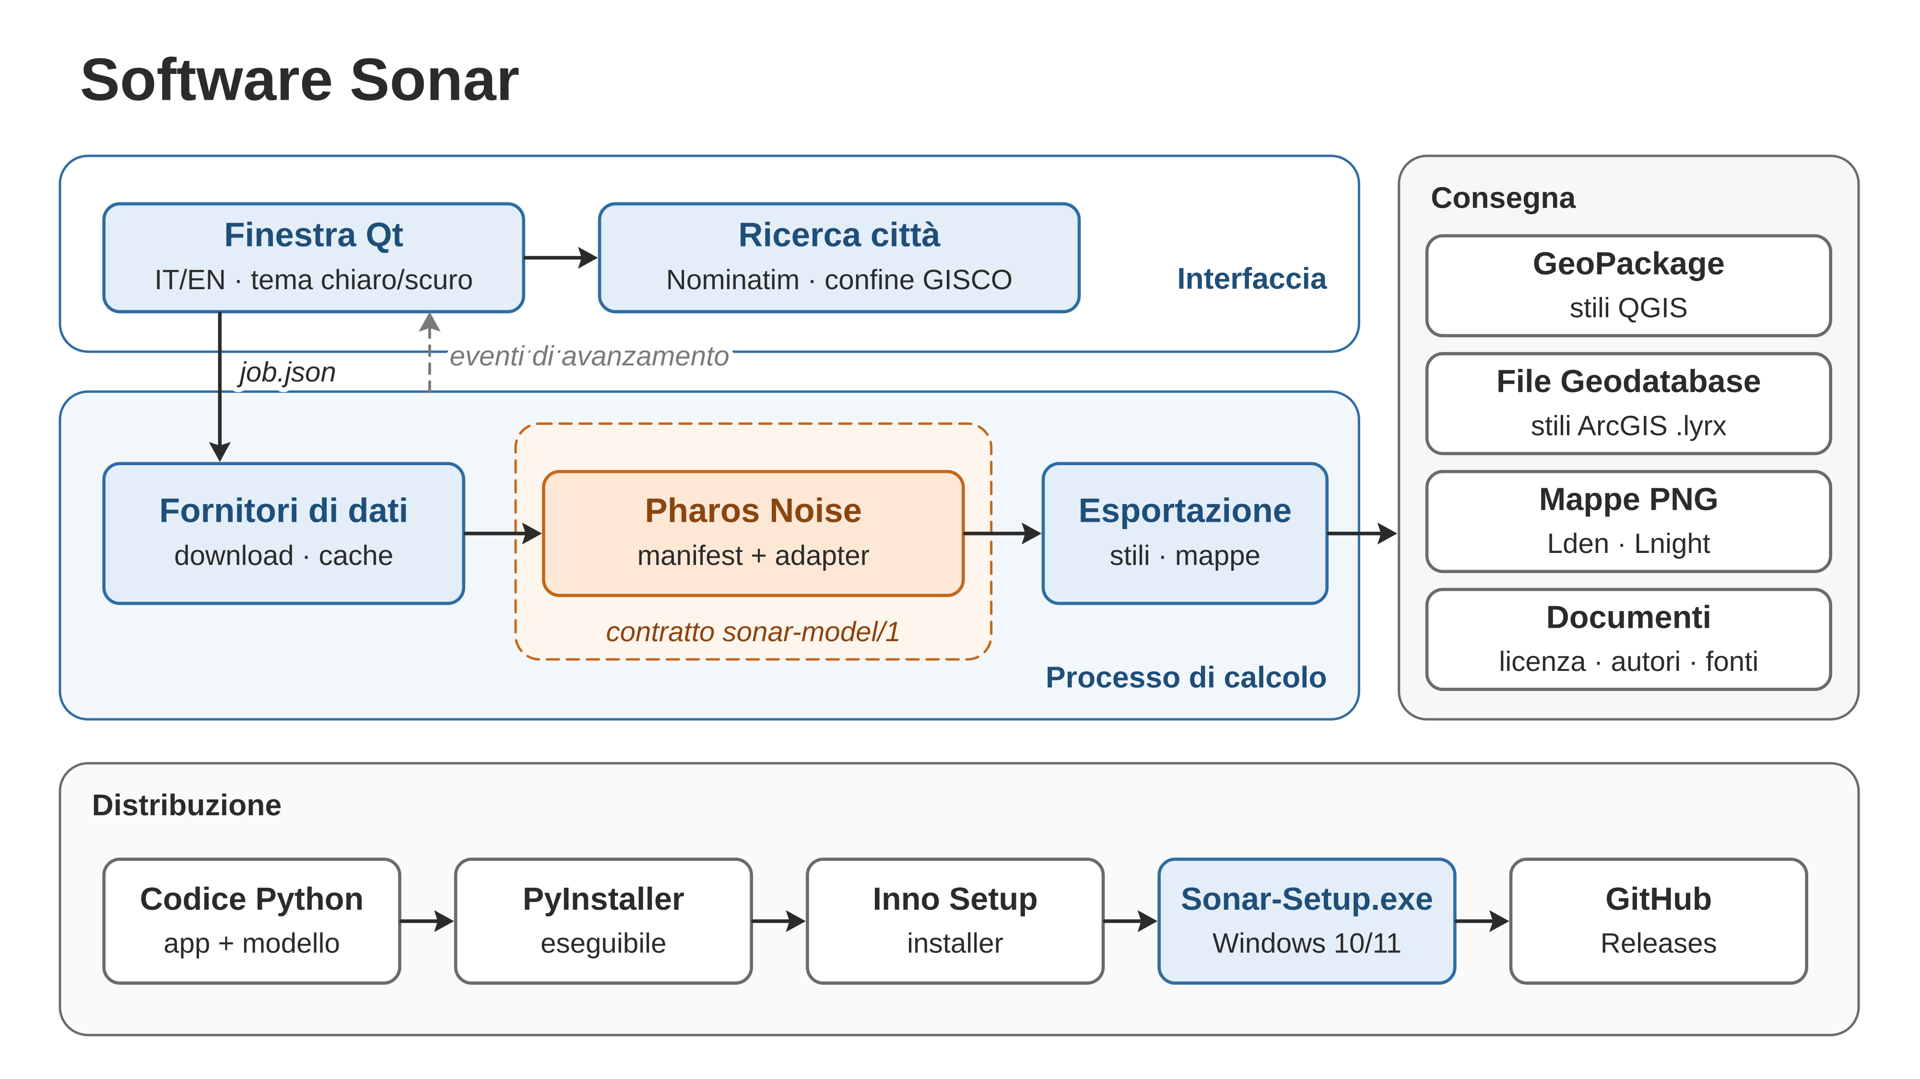 Software Sonar
Finestra Qt
IT/EN · tema chiaro/scuro
Ricerca città
Nominatim · confine GISCO
Interfaccia
job.json
eventi di avanzamento
Fornitori di dati
download · cache
Pharos Noise
manifest + adapter
contratto sonar-model/1
Esportazione
stili · mappe
Processo di calcolo
Consegna
GeoPackage
stili QGIS
File Geodatabase
stili ArcGIS .lyrx
Mappe PNG
Lden · Lnight
Documenti
licenza · autori · fonti
Distribuzione
Codice Python
app + modello
PyInstaller
eseguibile
Inno Setup
installer
Sonar-Setup.exe
Windows 10/11
GitHub
Releases